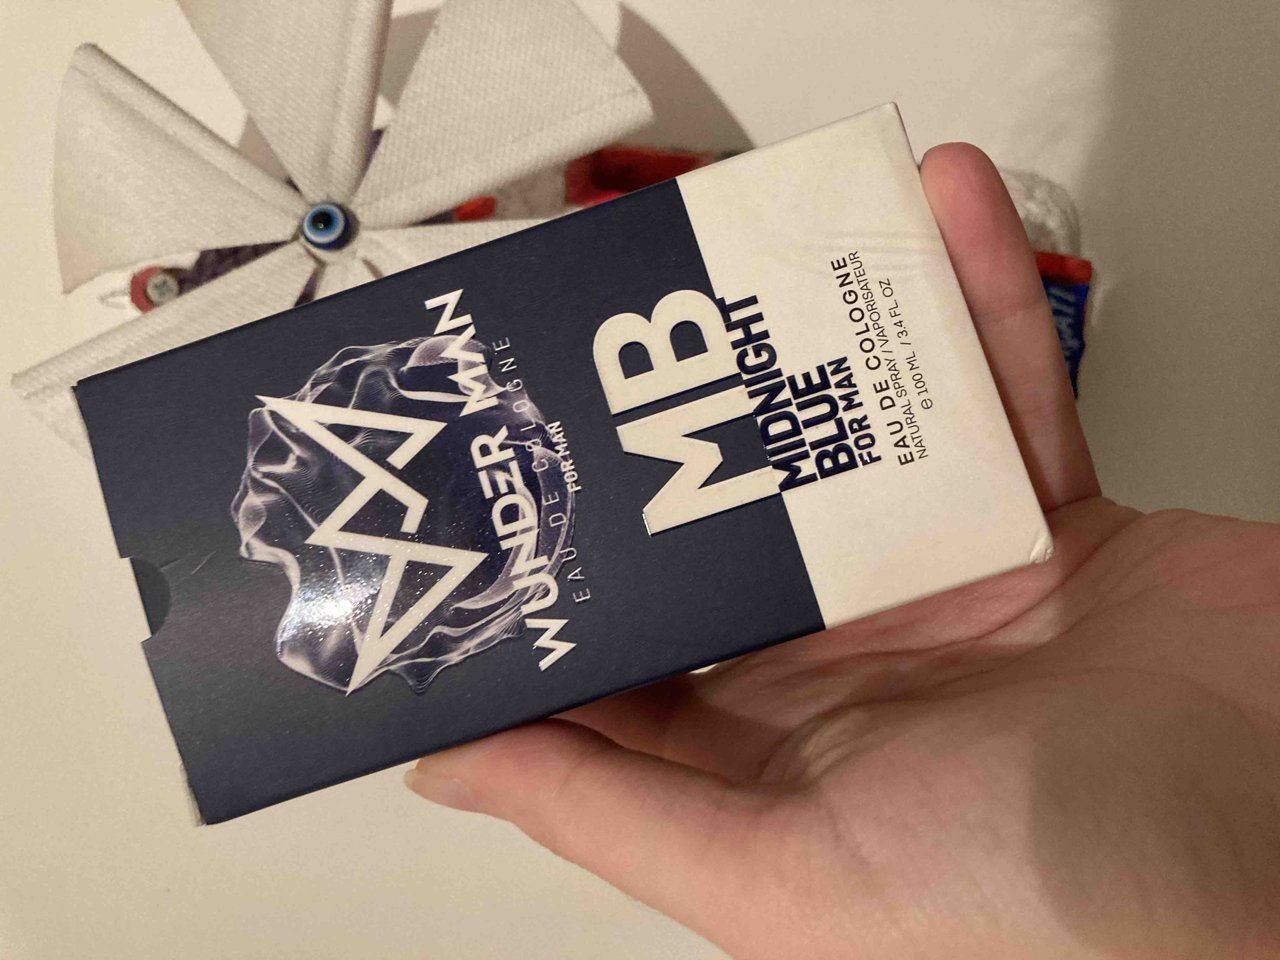 WUNDER MAN
EAU DE COLOGNE
FOR MAN
MB
MIDNIGHT
BLUE
FOR MAN
EAU DE COLOGNE
NATURAL SPRAY / VAPORISATEUR
℮ 100 ML / 3.4 FL OZ